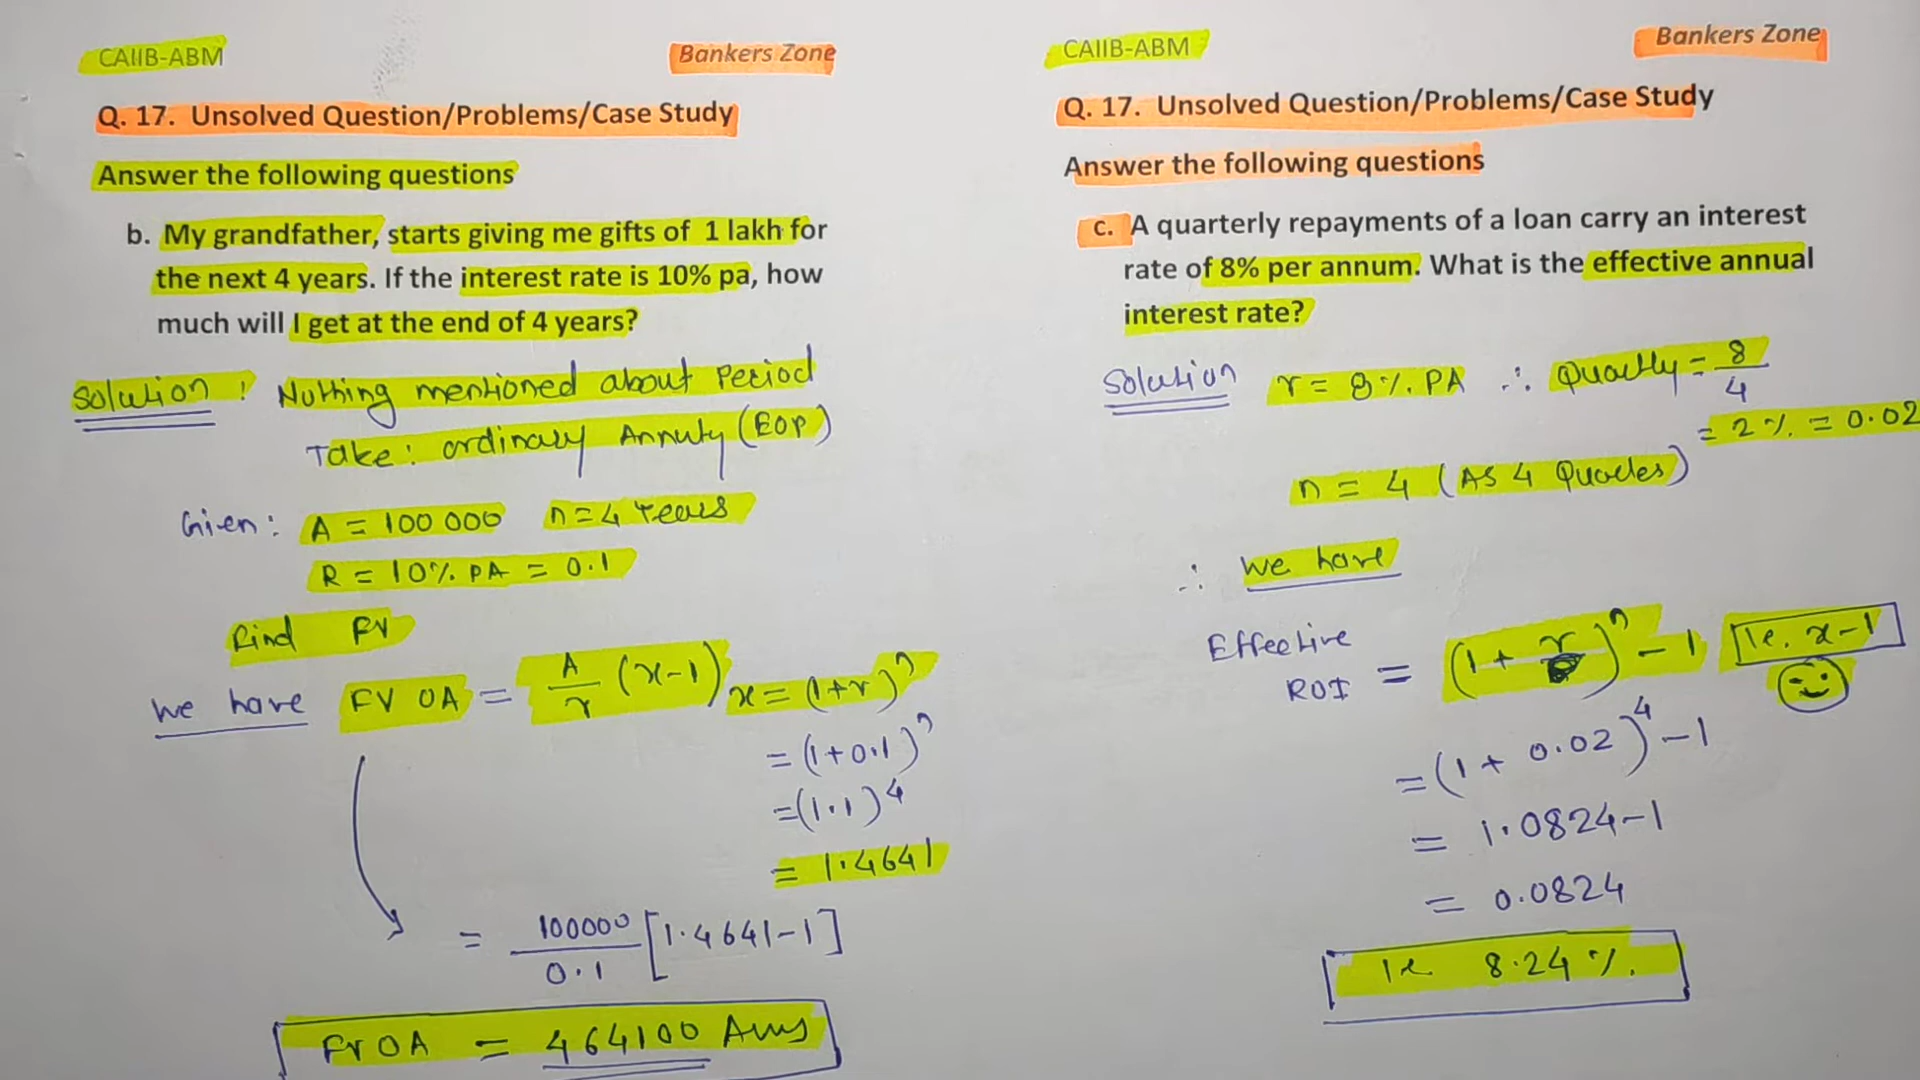 CAIIB-ABM
Bankers Zone
Q. 17. Unsolved Question/Problems/Case Study
Answer the following questions
b. My grandfather, starts giving me gifts of 1 lakh for
the next 4 years. If the interest rate is 10% pa, how
much will I get at the end of 4 years?
Solution: Nothing mentioned about Period
Take: ordinary Annuty (EOP)
Given: A = 100 000 n = 4 Years
R = 10% PA = 0.1
Find FV
We have FV OA = A/r (x-1) x = (1+r)^n
= (1+0.1)^n
= (1.1)^4
= 1.4641
= 100000/0.1 [1.4641-1]
FV OA = 464100 Ans
CAIIB-ABM
Bankers Zone
Q. 17. Unsolved Question/Problems/Case Study
Answer the following questions
c. A quarterly repayments of a loan carry an interest
rate of 8% per annum. What is the effective annual
interest rate?
Solution r = 8% PA ∴ Quartly = 8/4
= 2% = 0.02
n = 4 (AS 4 Quarters)
∴ We have
Effective
ROI = (1 + r)^n - 1 ie. x-1
= (1 + 0.02)^4 - 1
= 1.0824-1
= 0.0824
ie 8.24%.